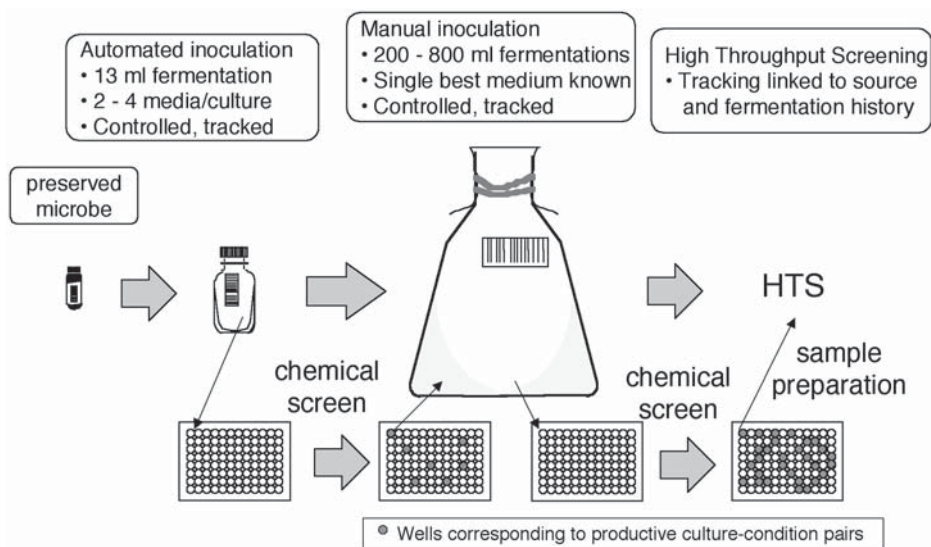 Automated inoculation
• 13 ml fermentation
• 2 - 4 media/culture
• Controlled, tracked
Manual inoculation
• 200 - 800 ml fermentations
• Single best medium known
• Controlled, tracked
High Throughput Screening
• Tracking linked to source
and fermentation history
preserved
microbe
HTS
chemical
screen
chemical
screen
sample
preparation
Wells corresponding to productive culture-condition pairs